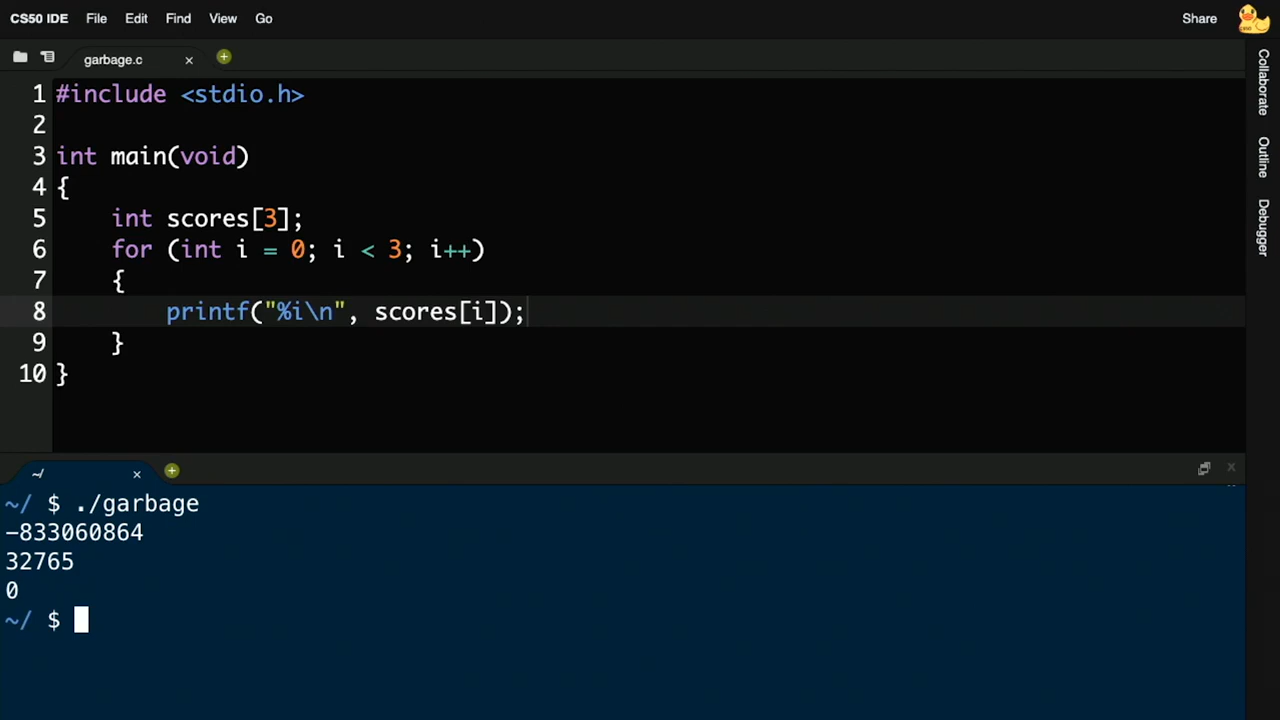 CS50 IDE File Edit Find View Go Share
garbage.c
Collaborate
Outline
Debugger
1 #include <stdio.h>
2
3 int main(void)
4 {
5 int scores[3];
6 for (int i = 0; i < 3; i++)
7 {
8 printf("%i\n", scores[i]);
9 }
10 }
~/
~/ $ ./garbage
-833060864
32765
0
~/ $